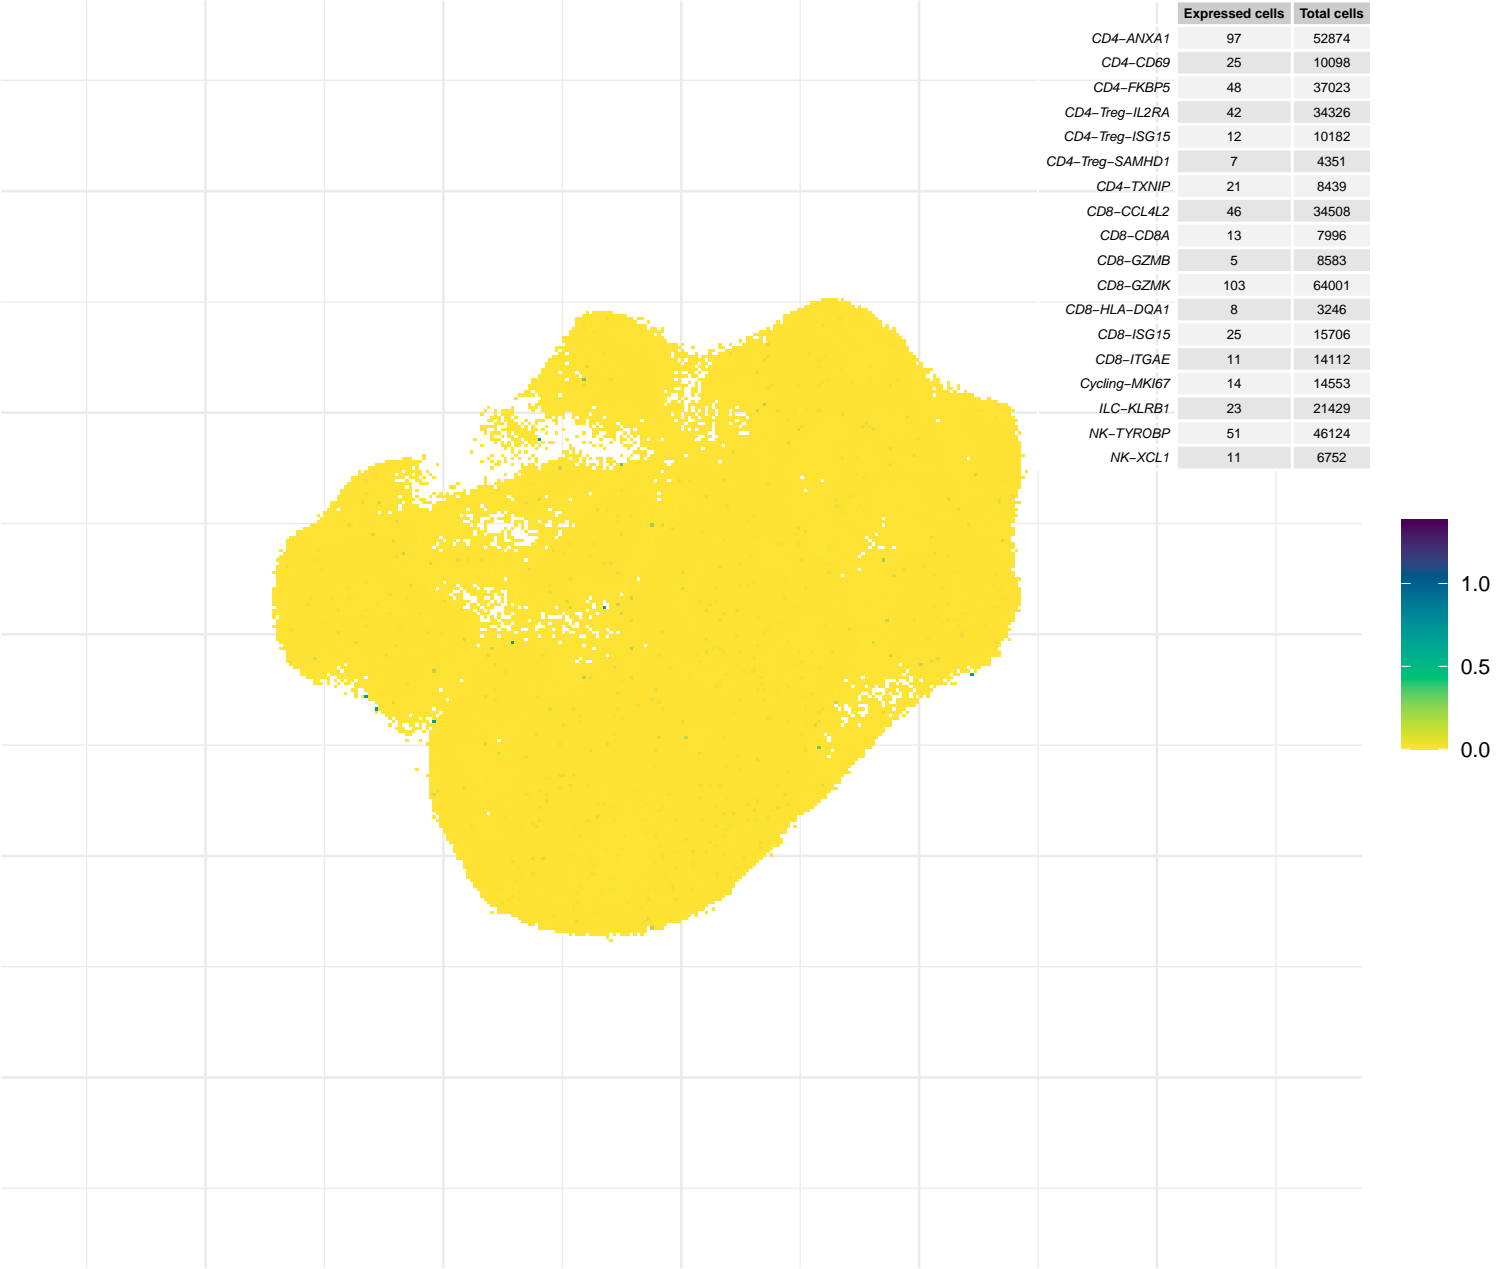 Expressed cells Total cells
CD4−ANXA1 97 52874
CD4−CD69 25 10098
CD4−FKBP5 48 37023
CD4−Treg−IL2RA 42 34326
CD4−Treg−ISG15 12 10182
CD4−Treg−SAMHD1 7 4351
CD4−TXNIP 21 8439
CD8−CCL4L2 46 34508
CD8−CD8A 13 7996
CD8−GZMB 5 8583
CD8−GZMK 103 64001
CD8−HLA−DQA1 8 3246
CD8−ISG15 25 15706
CD8−ITGAE 11 14112
Cycling−MKI67 14 14553
ILC−KLRB1 23 21429
NK−TYROBP 51 46124
NK−XCL1 11 6752
1.0
0.5
0.0